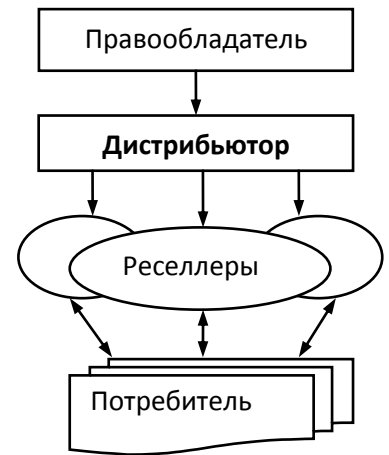 Правообладатель
Дистрибьютор
Реселлеры
Потребитель